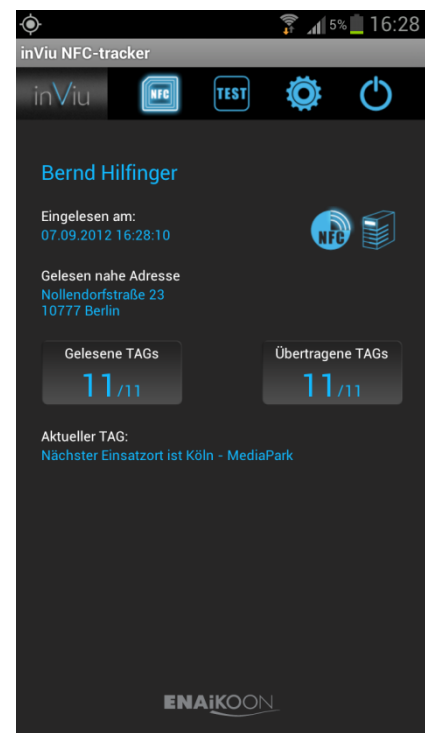 5% 16:28
inViu NFC-tracker
inViu NFC TEST
Bernd Hilfinger
Eingelesen am:
07.09.2012 16:28:10
NFC
Gelesen nahe Adresse
Nollendorfstraße 23
10777 Berlin
Gelesene TAGs
11/11
Übertragene TAGs
11/11
Aktueller TAG:
Nächster Einsatzort ist Köln - MediaPark
ENAiKOON